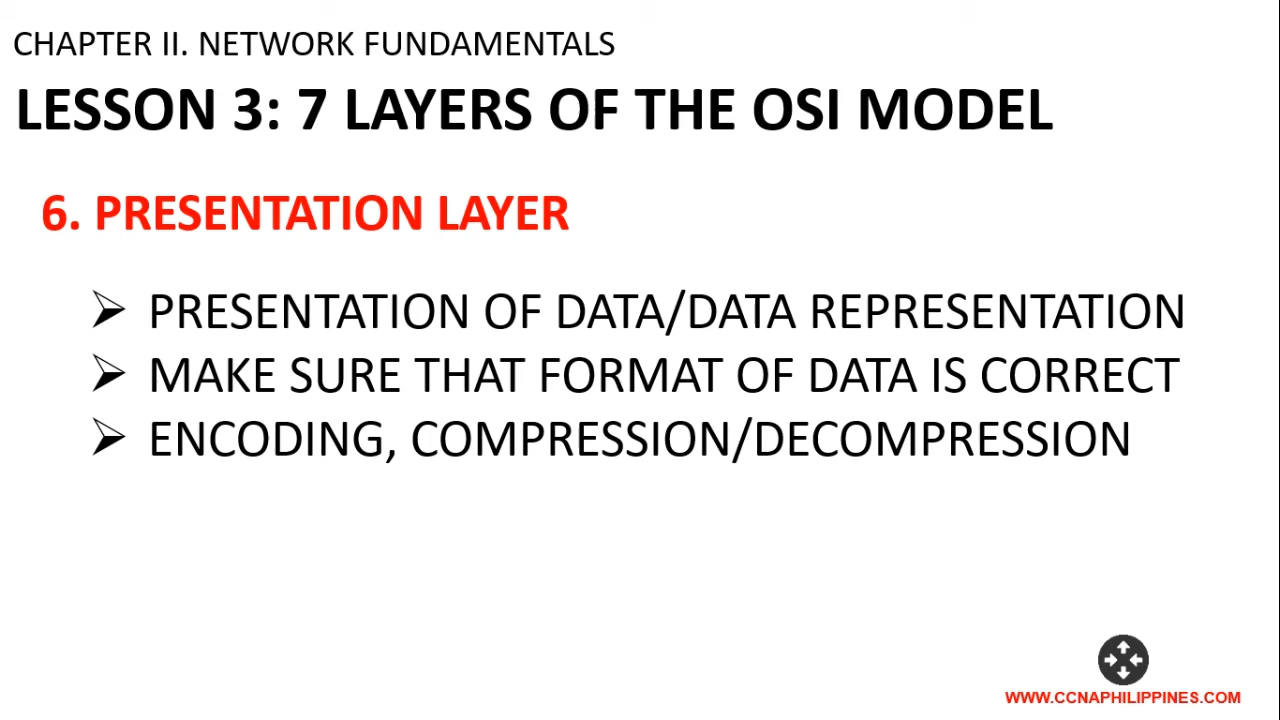 CHAPTER II. NETWORK FUNDAMENTALS
LESSON 3: 7 LAYERS OF THE OSI MODEL
6. PRESENTATION LAYER
➢ PRESENTATION OF DATA/DATA REPRESENTATION
➢ MAKE SURE THAT FORMAT OF DATA IS CORRECT
➢ ENCODING, COMPRESSION/DECOMPRESSION
WWW.CCNAPHILIPPINES.COM